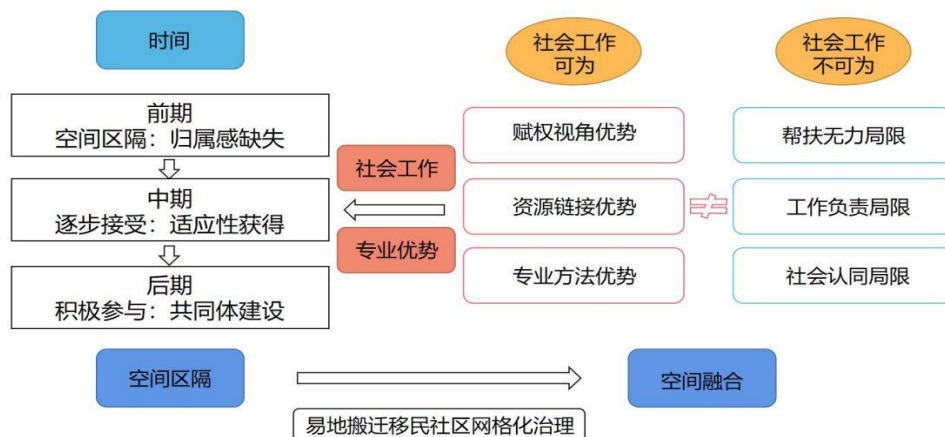 时间
社会工作
可为
社会工作
不可为
前期
空间区隔：归属感缺失
中期
逐步接受：适应性获得
后期
积极参与：共同体建设
社会工作
专业优势
赋权视角优势
资源链接优势
专业方法优势
≠
帮扶无力局限
工作负责局限
社会认同局限
空间区隔
空间融合
易地搬迁移民社区网格化治理